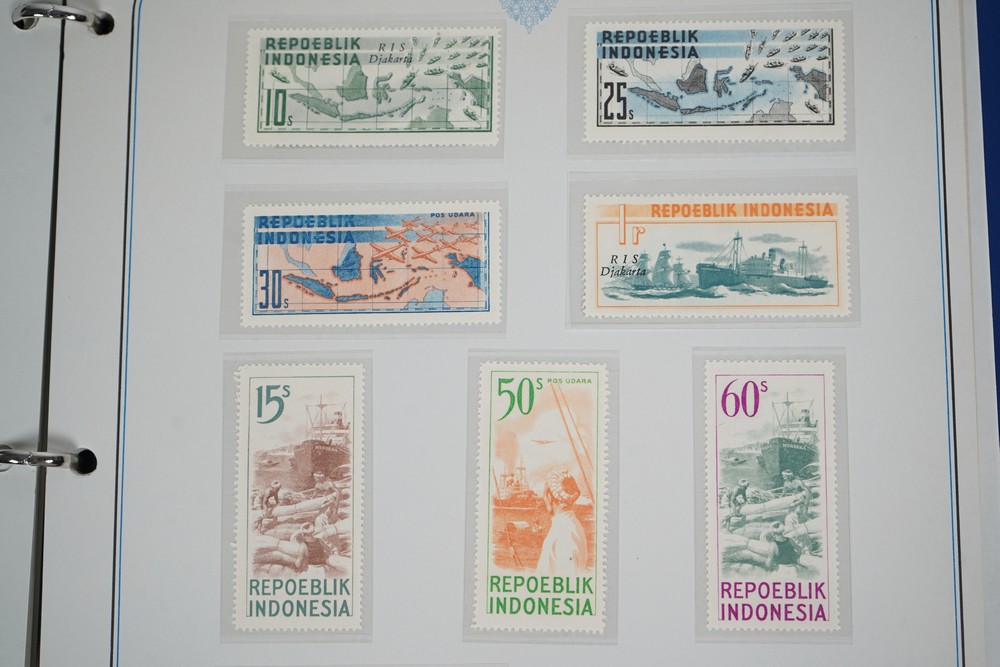 REPOEBLIK
INDONESIA
RIS
Djakarta
10s
REPOEBLIK
INDONESIA
25s
REPOEBLIK
INDONESIA
POS UDARA
30s
1r
REPOEBLIK INDONESIA
RIS
Djakarta
15s
REPOEBLIK
INDONESIA
50s
POS UDARA
REPOEBLIK
INDONESIA
60s
REPOEBLIK
INDONESIA